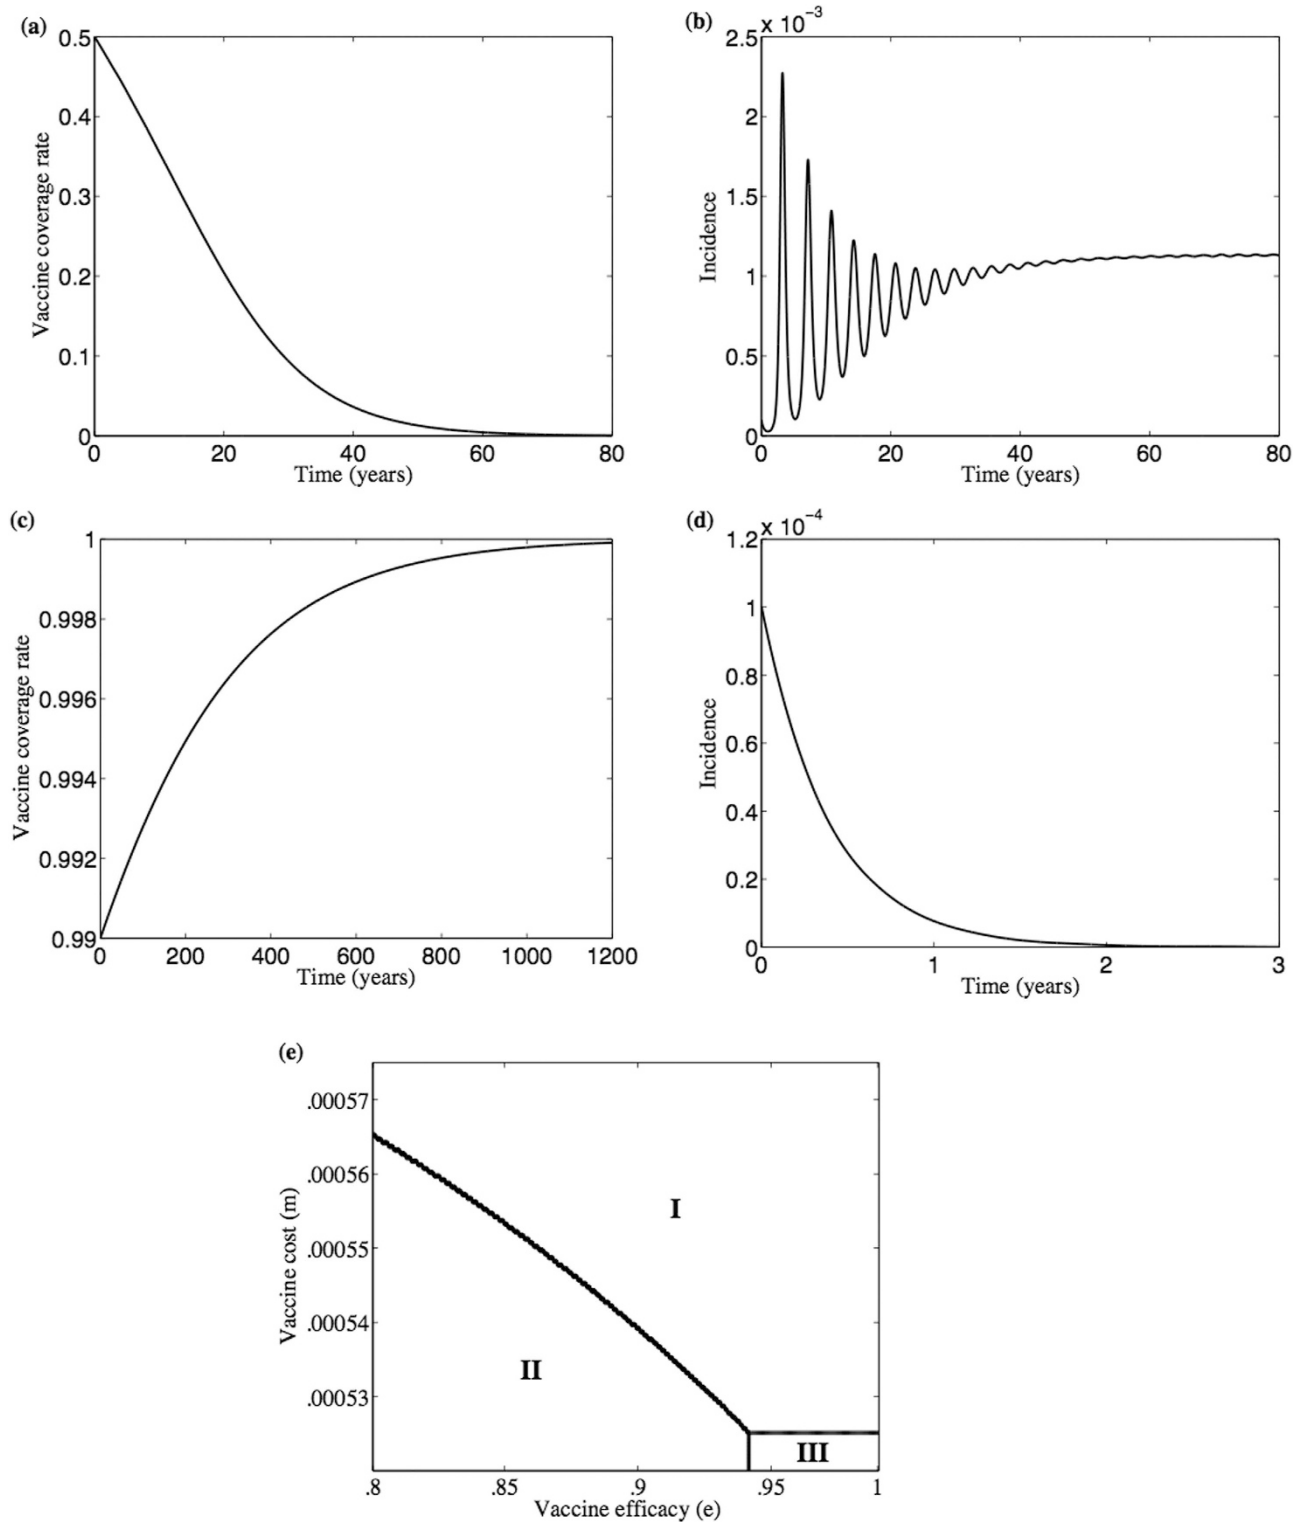 (a)
0.5
0.4
0.3
0.2
0.1
0
0 20 40 60 80
Vaccine coverage rate
Time (years)
(b)
x 10⁻³
2.5
2
1.5
1
0.5
0
0 20 40 60 80
Incidence
Time (years)
(c)
1
0.998
0.996
0.994
0.992
0.99
0 200 400 600 800 1000 1200
Vaccine coverage rate
Time (years)
(d)
x 10⁻⁴
1.2
1
0.8
0.6
0.4
0.2
0
0 1 2 3
Incidence
Time (years)
(e)
.00057
.00056
.00055
.00054
.00053
Vaccine cost (m)
I
II
III
.8 .85 .9 .95 1
Vaccine efficacy (e)